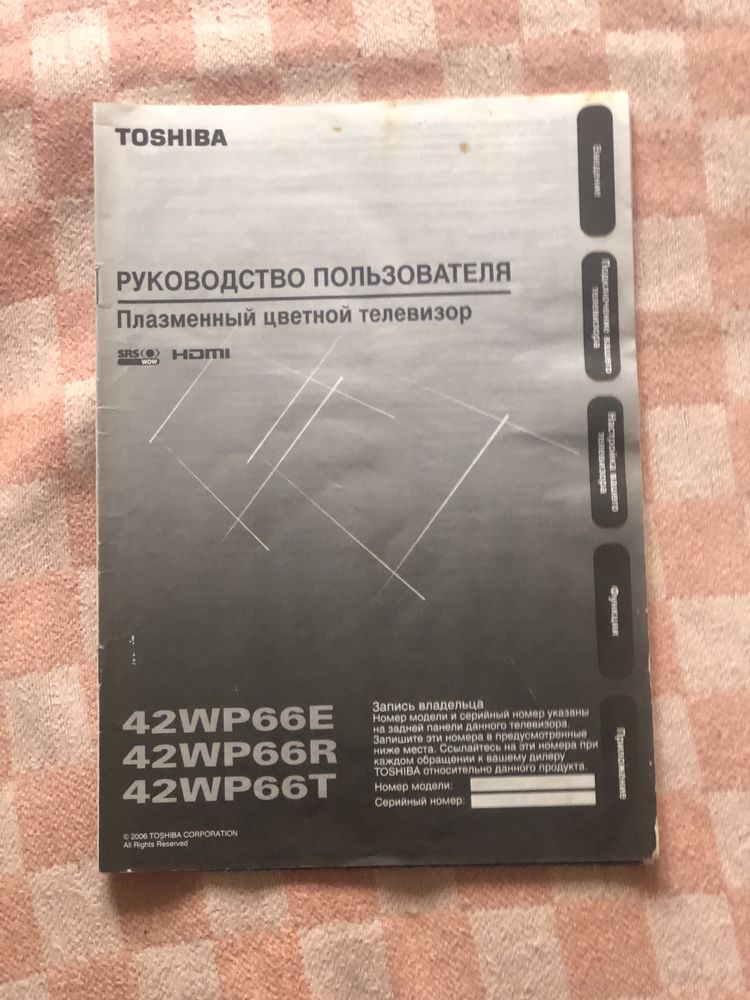 TOSHIBA
РУКОВОДСТВО ПОЛЬЗОВАТЕЛЯ
Плазменный цветной телевизор
SRS
WOW
HDMI
Введение
Подключение вашего
телевизора
Настройка вашего
телевизора
Функции
Приложение
42WP66E
42WP66R
42WP66T
Запись владельца
Номер модели и серийный номер указаны
на задней панели данного телевизора.
Запишите эти номера в предусмотренные
ниже места. Ссылайтесь на эти номера при
каждом обращении к вашему дилеру
TOSHIBA относительно данного продукта.
Номер модели:
Серийный номер:
© 2006 TOSHIBA CORPORATION
All Rights Reserved